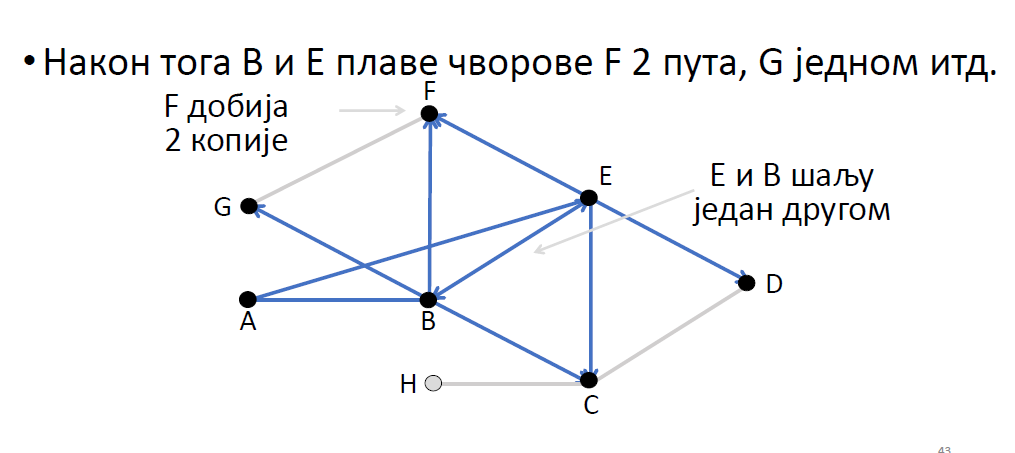 • Након тога B и E плаве чворове F 2 пута, G једном итд.
F
F добија
2 копије
E
E и B шаљу
један другом
G
D
A
B
H
C
43